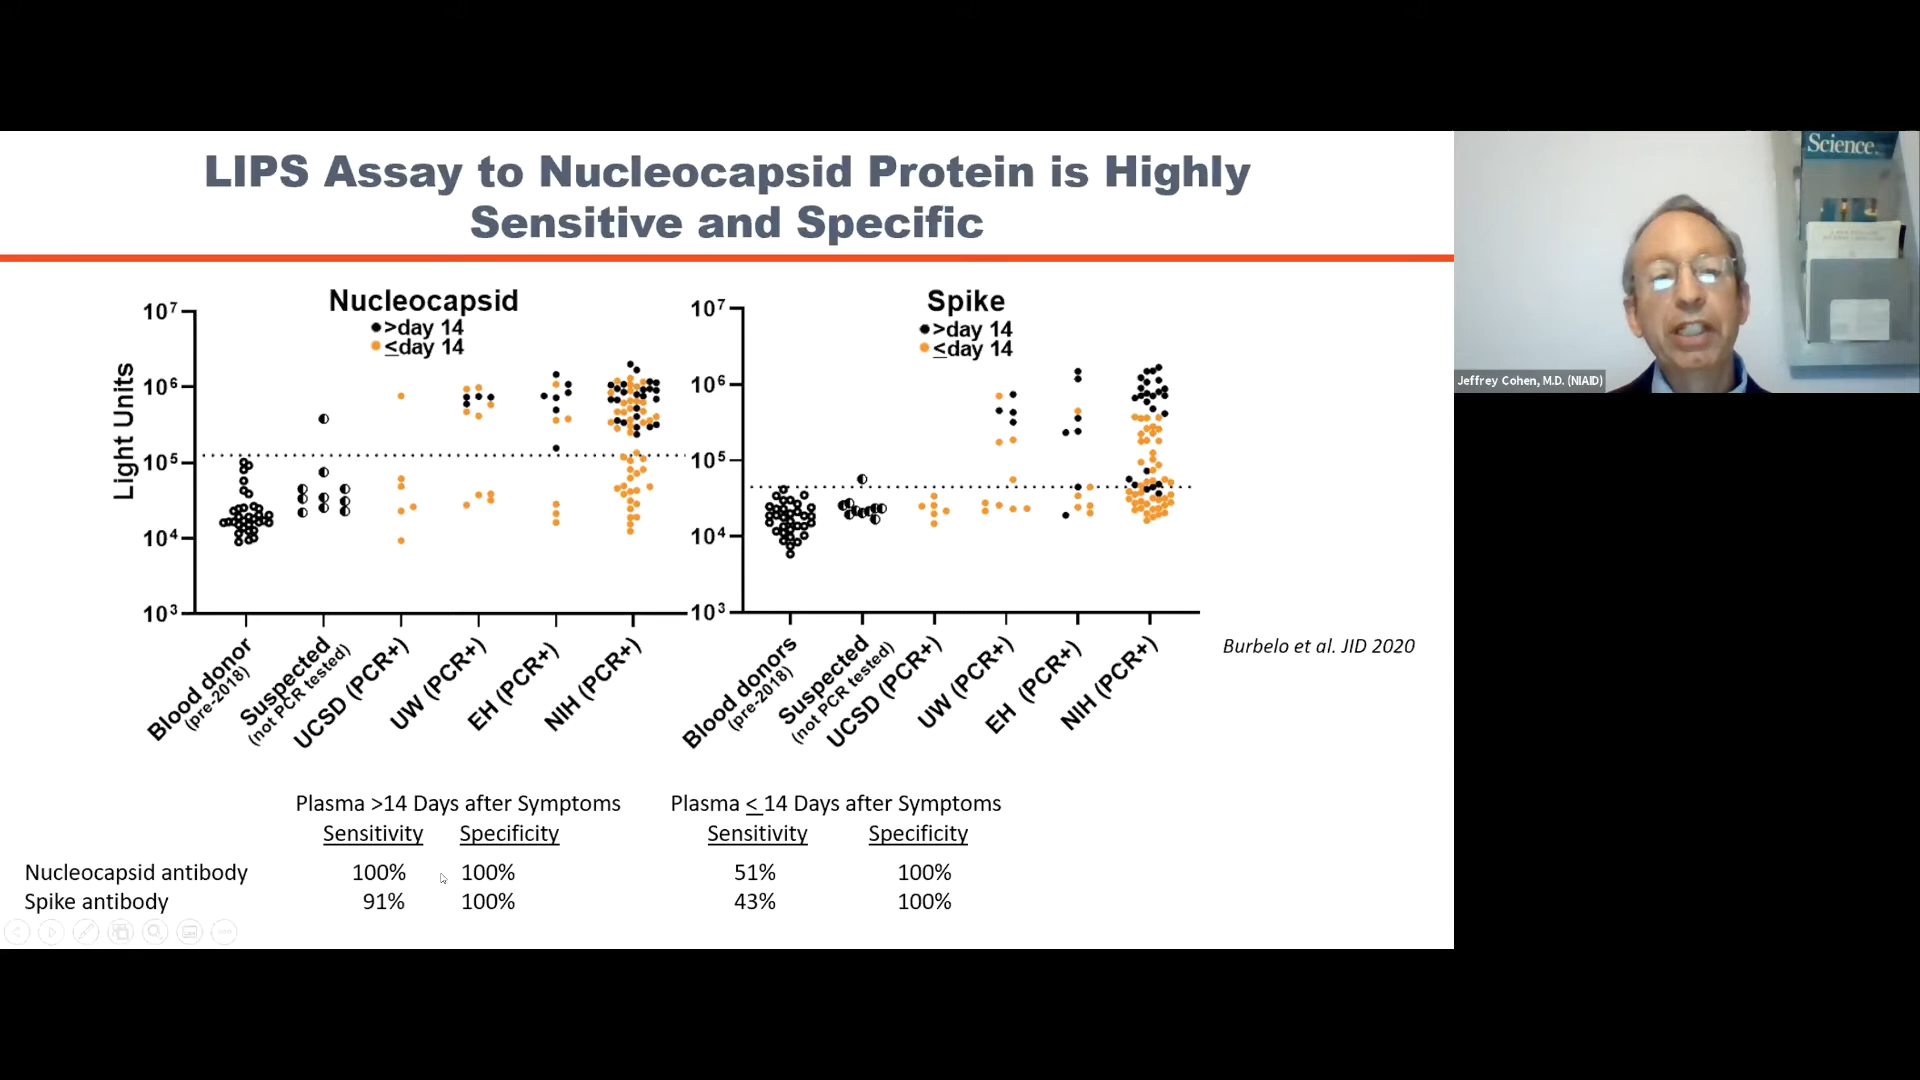 LIPS Assay to Nucleocapsid Protein is Highly
Sensitive and Specific
Nucleocapsid
>day 14
≤day 14
Light Units
10⁷
10⁶
10⁵
10⁴
10³
Blood donor
(pre-2018)
Suspected
(not PCR tested)
UCSD (PCR+)
UW (PCR+)
EH (PCR+)
NIH (PCR+)
Spike
>day 14
≤day 14
10⁷
10⁶
10⁵
10⁴
10³
Blood donors
(pre-2018)
Suspected
(not PCR tested)
UCSD (PCR+)
UW (PCR+)
EH (PCR+)
NIH (PCR+)
Burbelo et al. JID 2020
Plasma >14 Days after Symptoms Plasma ≤ 14 Days after Symptoms
Sensitivity Specificity Sensitivity Specificity
Nucleocapsid antibody 100% 100% 51% 100%
Spike antibody 91% 100% 43% 100%
Science.
Jeffrey Cohen, M.D. (NIAID)